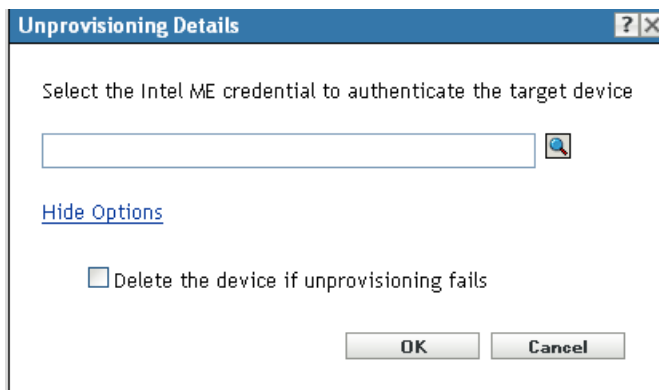 Unprovisioning Details
?
X
Select the Intel ME credential to authenticate the target device
Hide Options
Delete the device if unprovisioning fails
OK
Cancel